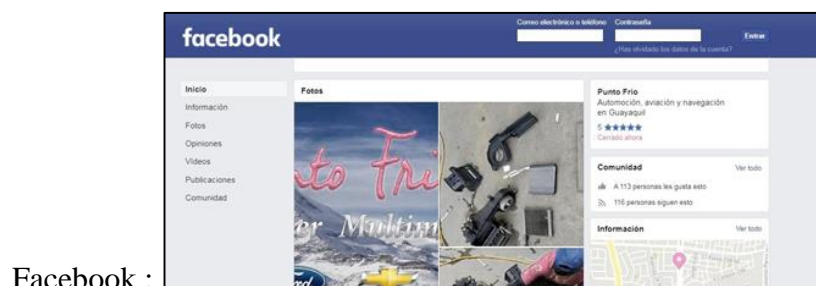 facebook
Correo electrónico o teléfono
Contraseña
Entrar
¿Has olvidado los datos de la cuenta?
Inicio
Información
Fotos
Opiniones
Vídeos
Publicaciones
Comunidad
Fotos
Punto Frio
Automoción, aviación y navegación
en Guayaquil
5 ★★★★★
Cerrado ahora
Comunidad
Ver todo
A 113 personas les gusta esto
116 personas siguen esto
Información
Ver todo
Facebook :